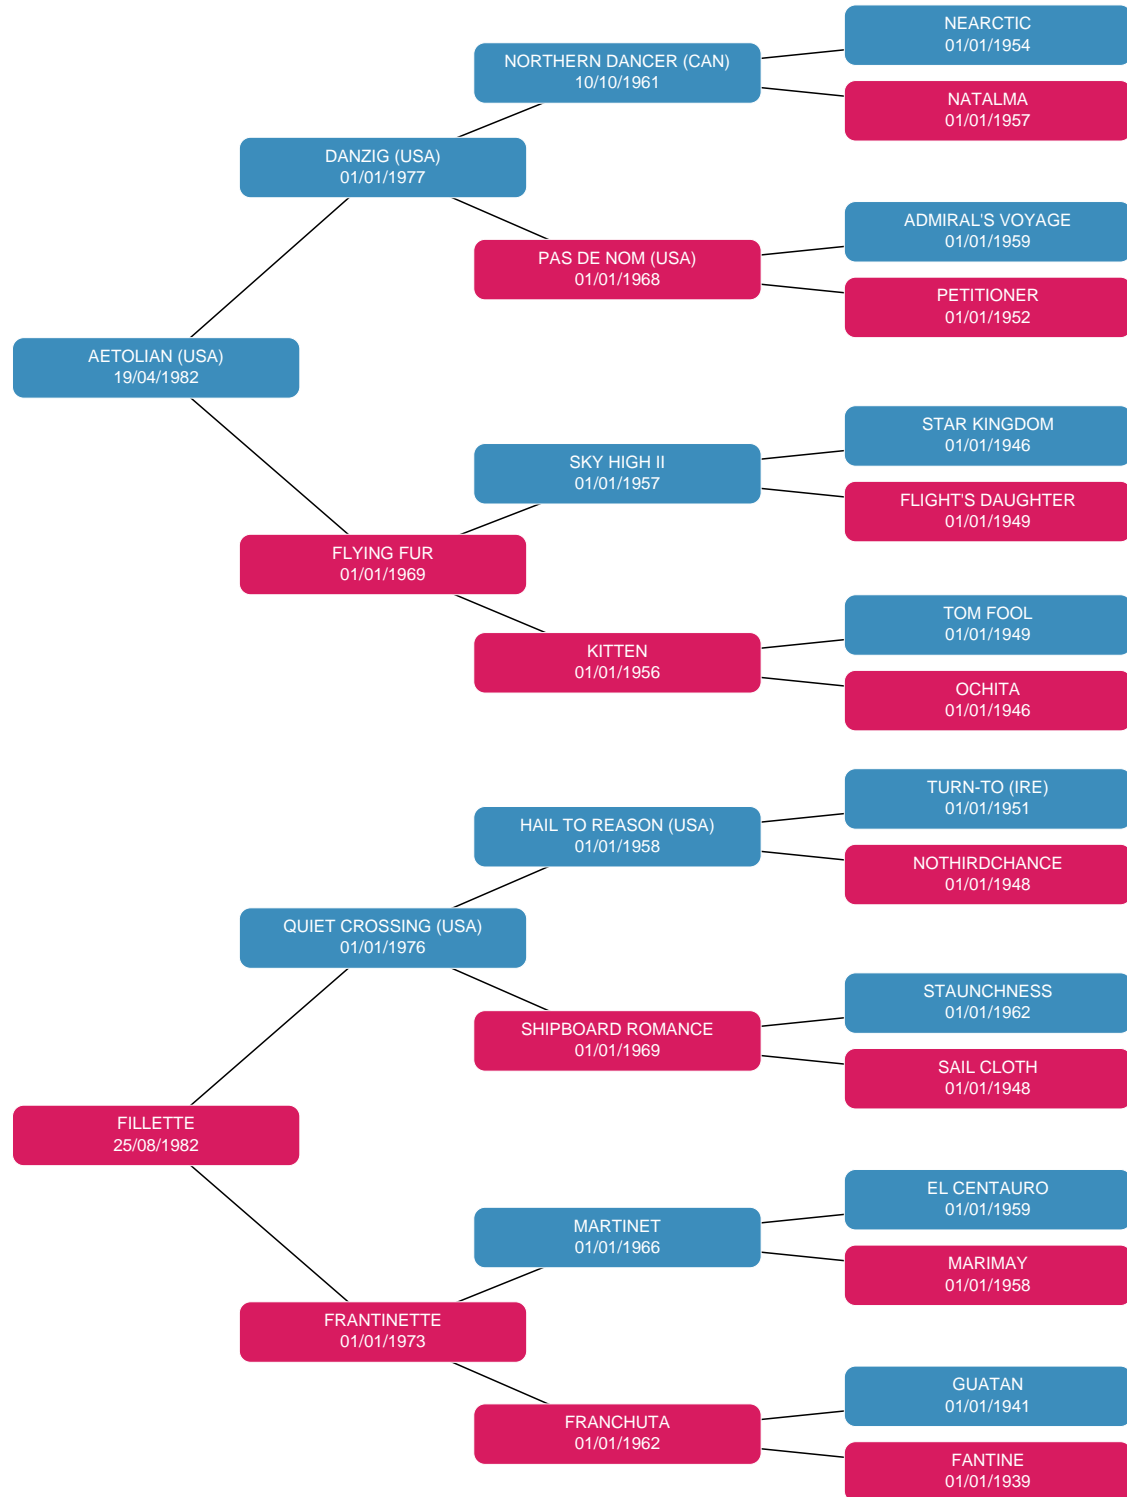 NEARCTIC
01/01/1954
NORTHERN DANCER (CAN)
10/10/1961
NATALMA
01/01/1957
DANZIG (USA)
01/01/1977
ADMIRAL'S VOYAGE
01/01/1959
PAS DE NOM (USA)
01/01/1968
PETITIONER
01/01/1952
AETOLIAN (USA)
19/04/1982
STAR KINGDOM
01/01/1946
SKY HIGH II
01/01/1957
FLIGHT'S DAUGHTER
01/01/1949
FLYING FUR
01/01/1969
TOM FOOL
01/01/1949
KITTEN
01/01/1956
OCHITA
01/01/1946
TURN-TO (IRE)
01/01/1951
HAIL TO REASON (USA)
01/01/1958
NOTHIRDCHANCE
01/01/1948
QUIET CROSSING (USA)
01/01/1976
STAUNCHNESS
01/01/1962
SHIPBOARD ROMANCE
01/01/1969
SAIL CLOTH
01/01/1948
FILLETTE
25/08/1982
EL CENTAURO
01/01/1959
MARTINET
01/01/1966
MARIMAY
01/01/1958
FRANTINETTE
01/01/1973
GUATAN
01/01/1941
FRANCHUTA
01/01/1962
FANTINE
01/01/1939